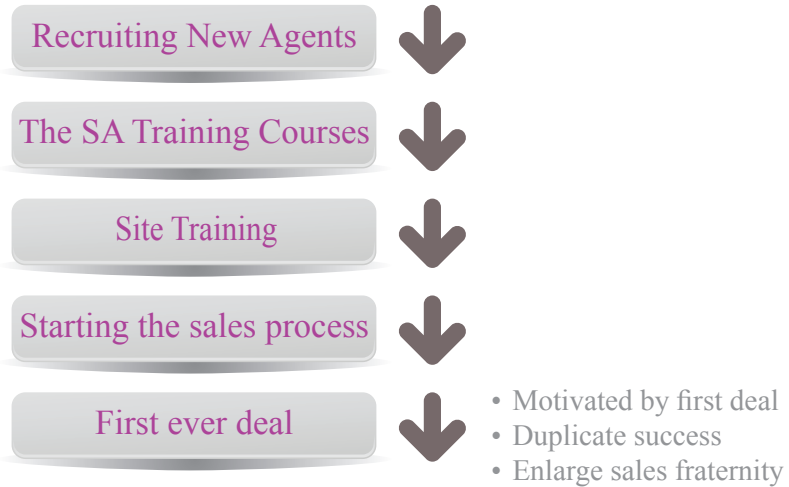 Recruiting New Agents
The SA Training Courses
Site Training
Starting the sales process
First ever deal
• Motivated by first deal
• Duplicate success
• Enlarge sales fraternity